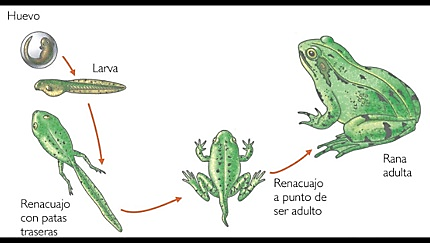 Huevo
Larva
Renacuajo
con patas
traseras
Renacuajo
a punto de
ser adulto
Rana
adulta